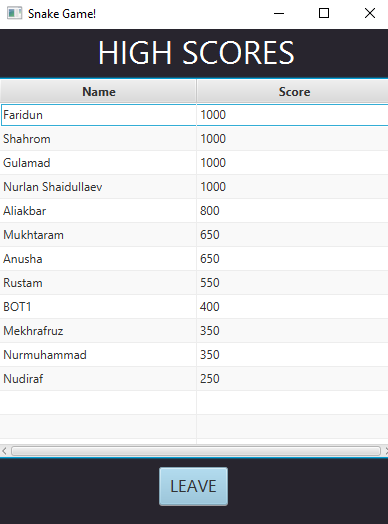 Snake Game!
HIGH SCORES
Name Score
Faridun 1000
Shahrom 1000
Gulamad 1000
Nurlan Shaidullaev 1000
Aliakbar 800
Mukhtaram 650
Anusha 650
Rustam 550
BOT1 400
Mekhrafruz 350
Nurmuhammad 350
Nudiraf 250
LEAVE